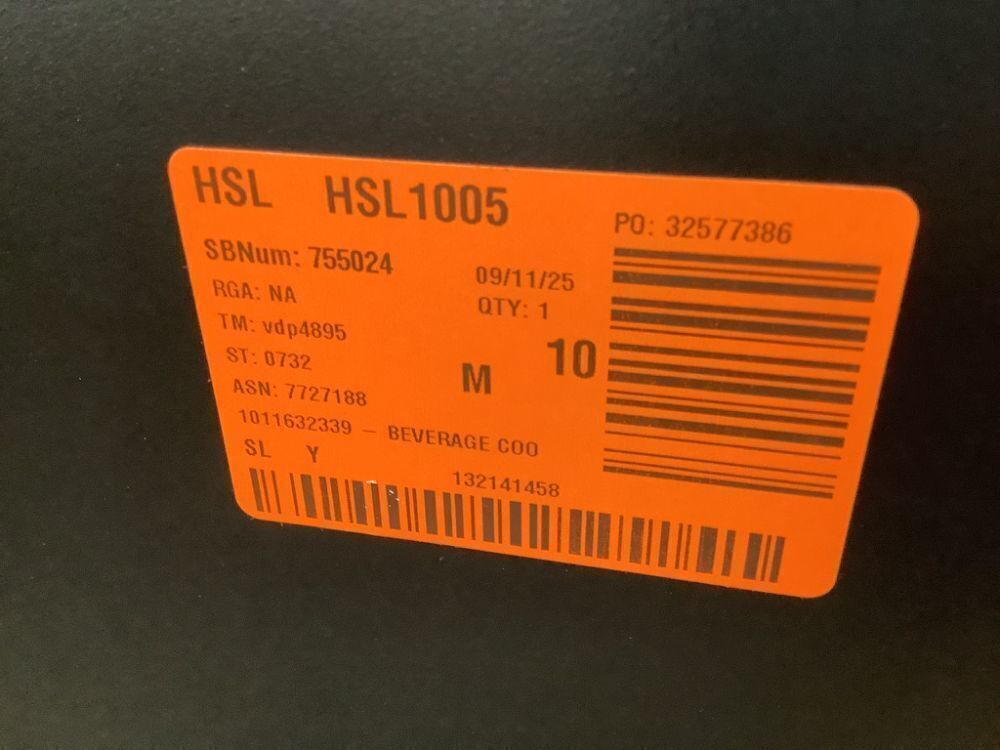 HSL HSL1005
PO: 32577386
SBNum: 755024
09/11/25
RGA: NA
QTY: 1
TM: vdp4895
ST: 0732
M 10
ASN: 7727188
1011632339 – BEVERAGE COO
SL Y
132141458